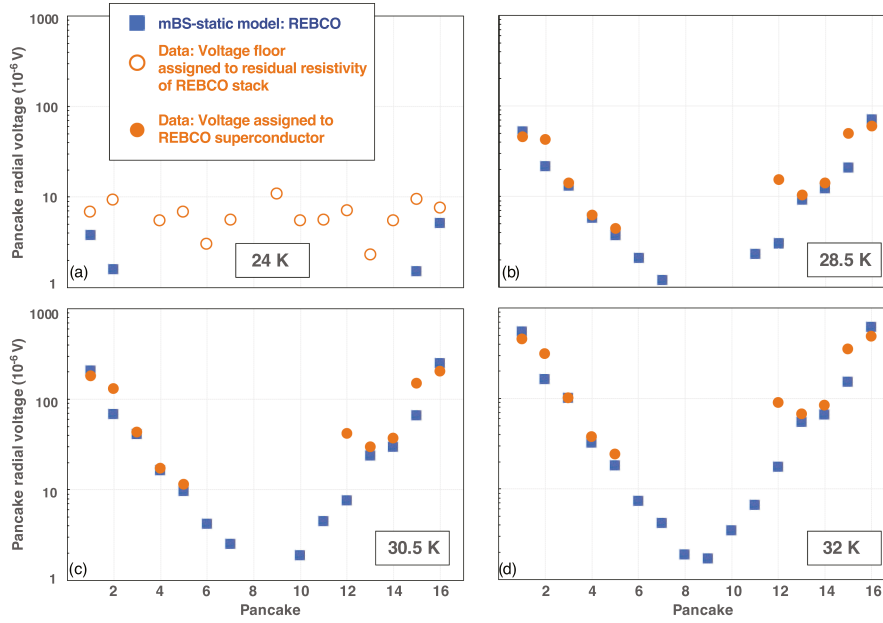 1000
100
10
1
Pancake radial voltage (10⁻⁶ V)
mBS-static model: REBCO
Data: Voltage floor
assigned to residual resistivity
of REBCO stack
Data: Voltage assigned to
REBCO superconductor
(a)
24 K
(b)
28.5 K
1000
100
10
1
Pancake radial voltage (10⁻⁶ V)
(c)
30.5 K
2 4 6 8 10 12 14 16
Pancake
(d)
32 K
2 4 6 8 10 12 14 16
Pancake